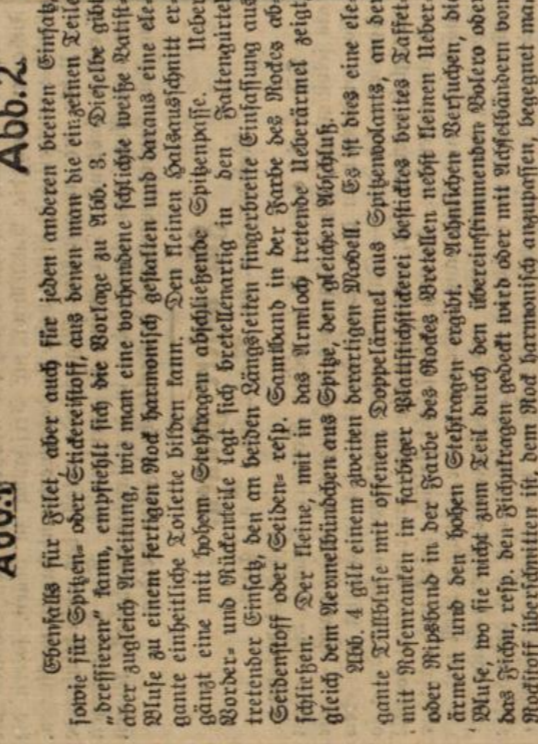 Abb. 1
Abb. 2.
Ebenfalls für Filet aber auch für jeden anderen breiten Einsatz,
sowie für Spitzen- oder Stickereistoff, aus denen man die einzelnen Teile
„dressieren“ kann, empfiehlt sich die Vorlage zu Abb. 3. Dieselbe gibt
aber zugleich Anleitung, wie man eine vorhandene schlichte weiße Batist-
Bluse zu einem fertigen Rock harmonisch gestalten und daraus eine ele-
gante einheitliche Toilette bilden kann. Den kleinen Halsausschnitt er-
gänzt eine mit hohem Stehkragen abschließende Spitzenpasse. Ueber
Vorder- und Rückenteile legt sich bretellenartig in den Faltengürtel
tretender Einsatz, den an beiden Längsseiten fingerbreite Einfassung aus
Seidenstoff oder Seiden- resp. Samtband in der Farbe des Rockes ab-
schließen. Der kleine, mit in das Armloch tretende Ueberärmel zeigt
gleich dem Aermelbündchen aus Spitze, den gleichen Abschluß.
Abb. 4 gilt einem zweiten derartigen Modell. Es ist dies eine ele-
gante Tüllbluse mit offenem Doppelärmel aus Spitzenvolants, an der
mit Rosenranken in farbiger Plattstichstickerei besticktes breites Taffet-
oder Ripsband in der Farbe des Rockes Bretellen nebst kleinen Ueber-
ärmeln und den hohen Stehkragen ergibt. Aehnlichen Versuchen, die
Bluse, wo sie nicht zum Teil durch den übereinstimmenden Bolero oder
das Fichu, resp. den Fichukragen gedeckt wird oder mit Achselbändern von
Rockstoff überschnitten ist, dem Rock harmonisch anzupassen, begegnet man